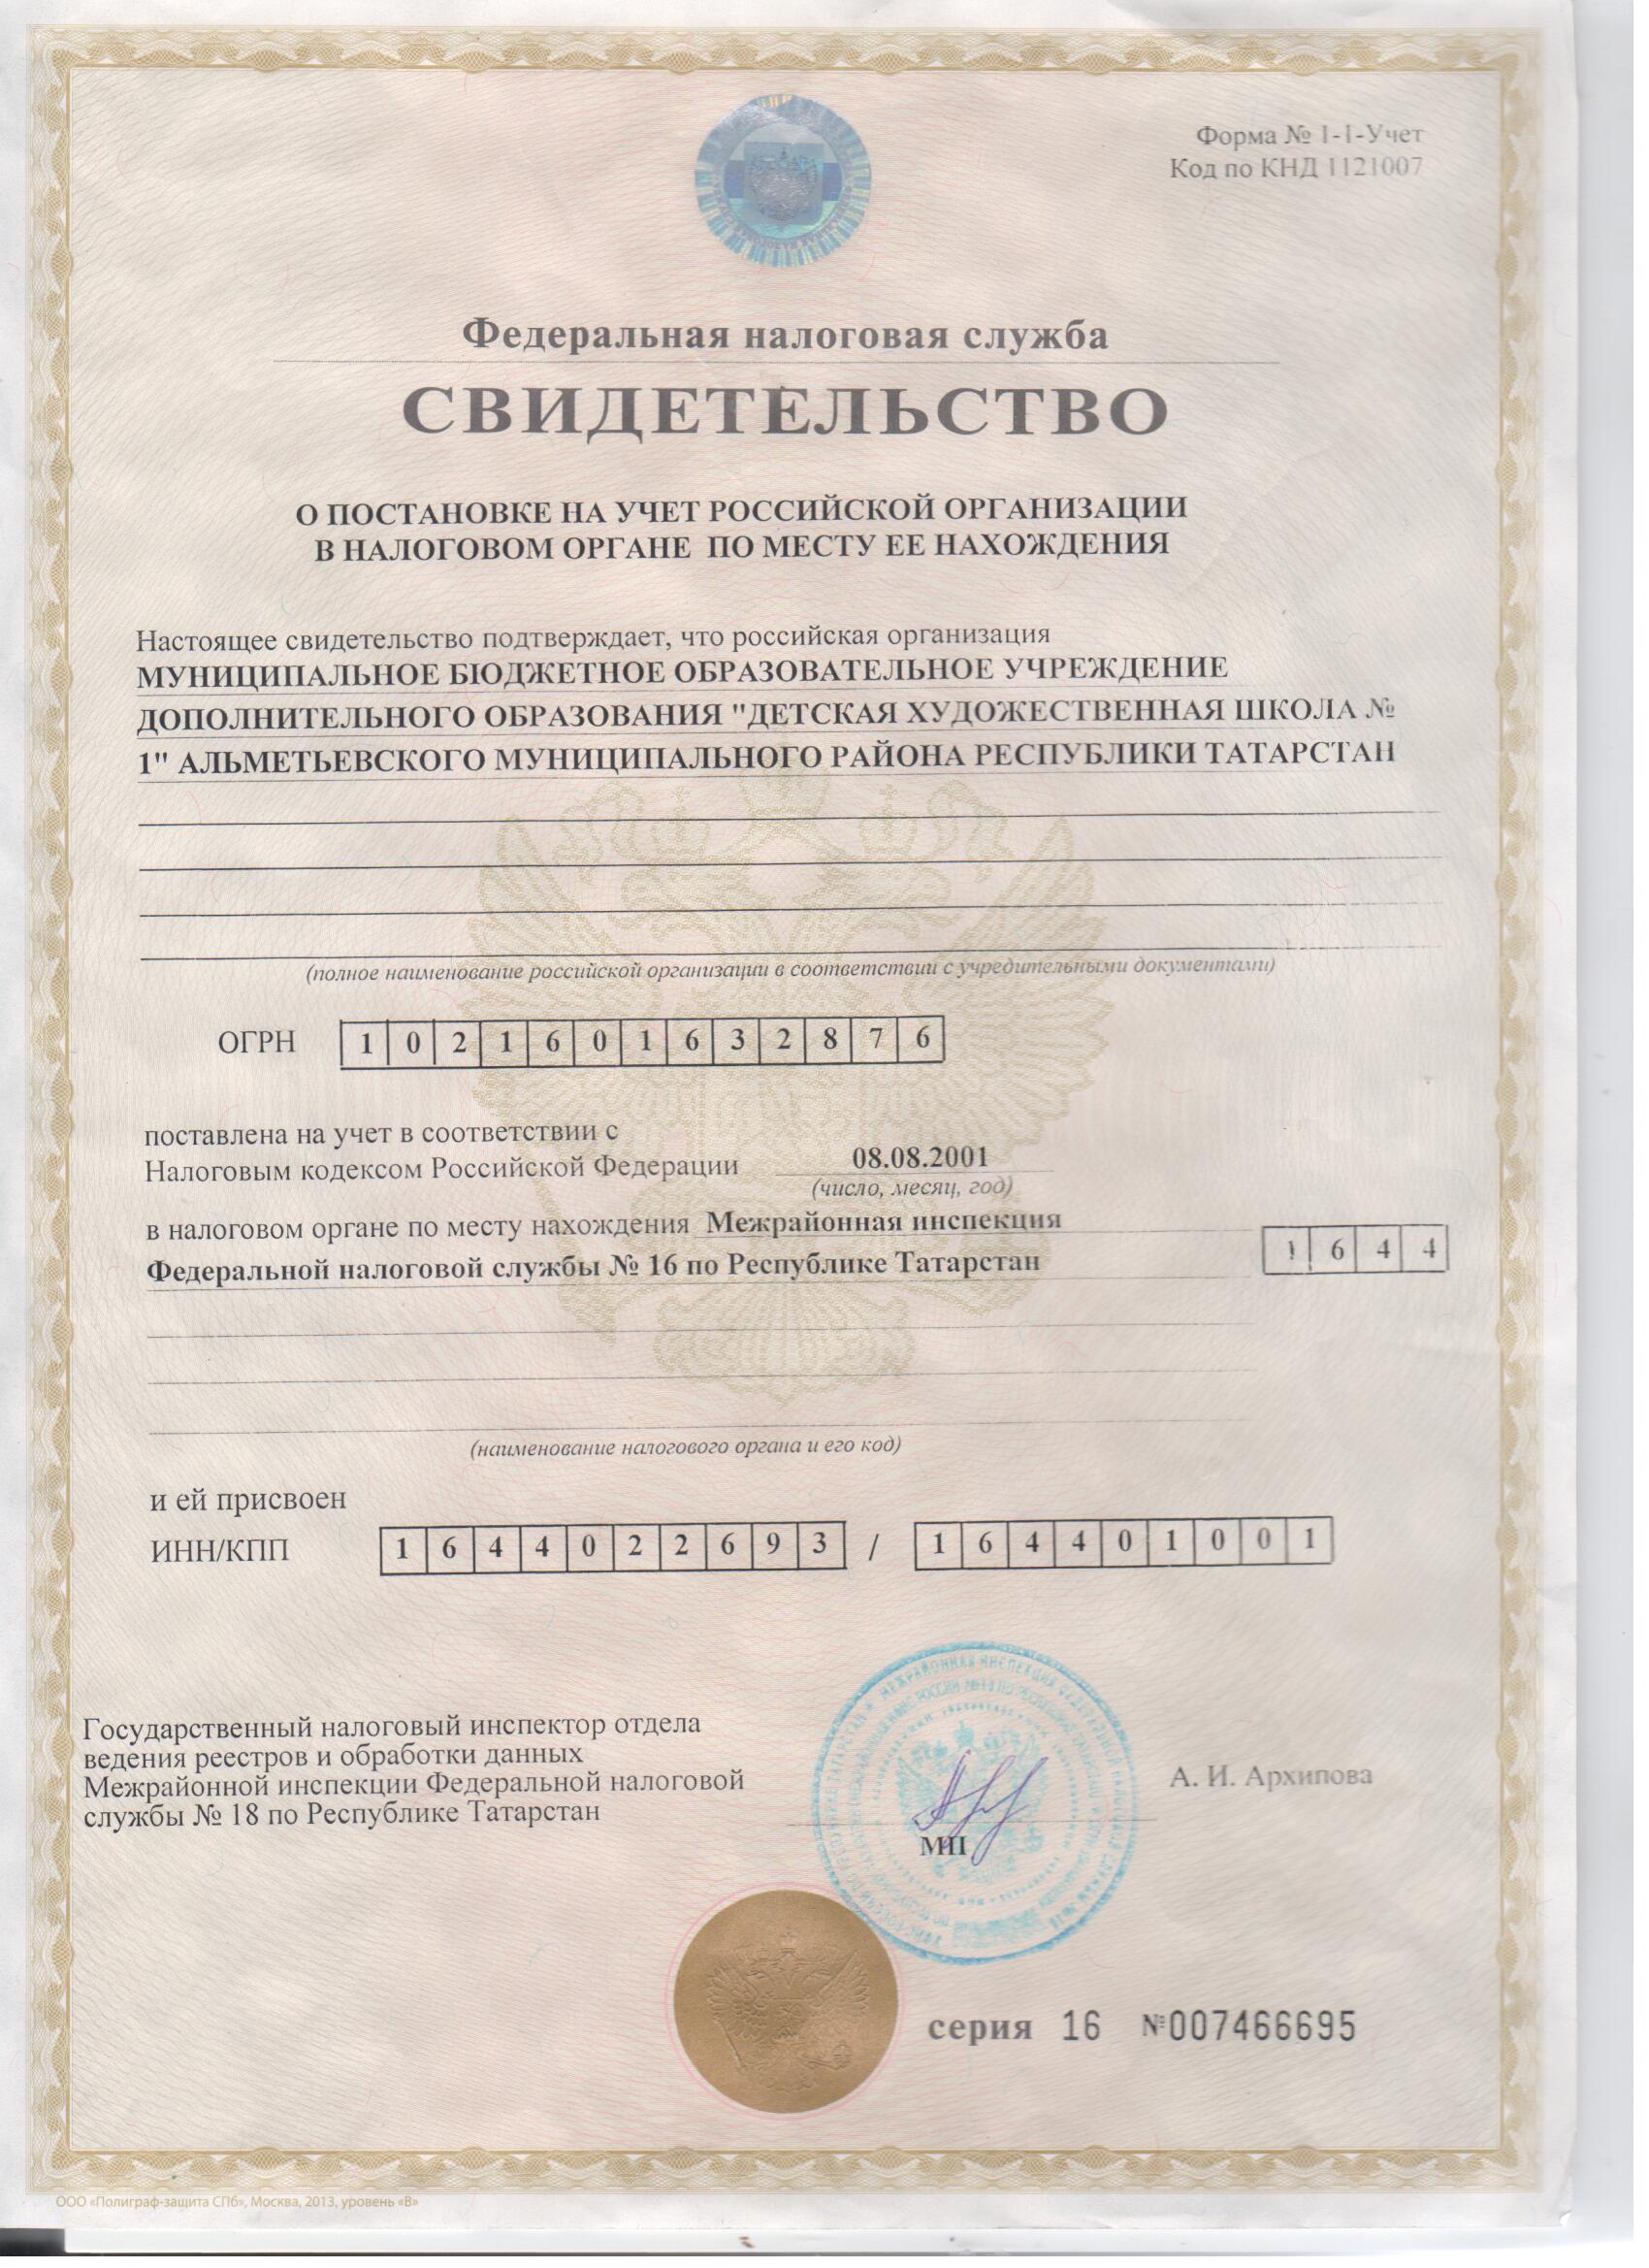 Форма № 1-1-Учет
Код по КНД 1121007
Федеральная налоговая служба
СВИДЕТЕЛЬСТВО
О ПОСТАНОВКЕ НА УЧЕТ РОССИЙСКОЙ ОРГАНИЗАЦИИ
В НАЛОГОВОМ ОРГАНЕ ПО МЕСТУ ЕЕ НАХОЖДЕНИЯ
Настоящее свидетельство подтверждает, что российская организация
МУНИЦИПАЛЬНОЕ БЮДЖЕТНОЕ ОБРАЗОВАТЕЛЬНОЕ УЧРЕЖДЕНИЕ
ДОПОЛНИТЕЛЬНОГО ОБРАЗОВАНИЯ "ДЕТСКАЯ ХУДОЖЕСТВЕННАЯ ШКОЛА №
1" АЛЬМЕТЬЕВСКОГО МУНИЦИПАЛЬНОГО РАЙОНА РЕСПУБЛИКИ ТАТАРСТАН
(полное наименование российской организации в соответствии с учредительными документами)
ОГРН 1 0 2 1 6 0 1 6 3 2 8 7 6
поставлена на учет в соответствии с
Налоговым кодексом Российской Федерации 08.08.2001
(число, месяц, год)
в налоговом органе по месту нахождения Межрайонная инспекция
Федеральной налоговой службы № 16 по Республике Татарстан 1 6 4 4
(наименование налогового органа и его код)
и ей присвоен
ИНН/КПП 1 6 4 4 0 2 2 6 9 3 / 1 6 4 4 0 1 0 0 1
Государственный налоговый инспектор отдела
ведения реестров и обработки данных
Межрайонной инспекции Федеральной налоговой
службы № 18 по Республике Татарстан
А. И. Архипова
МП
серия 16 №007466695
ООО «Полиграф-защита СПб», Москва, 2013, уровень «В»